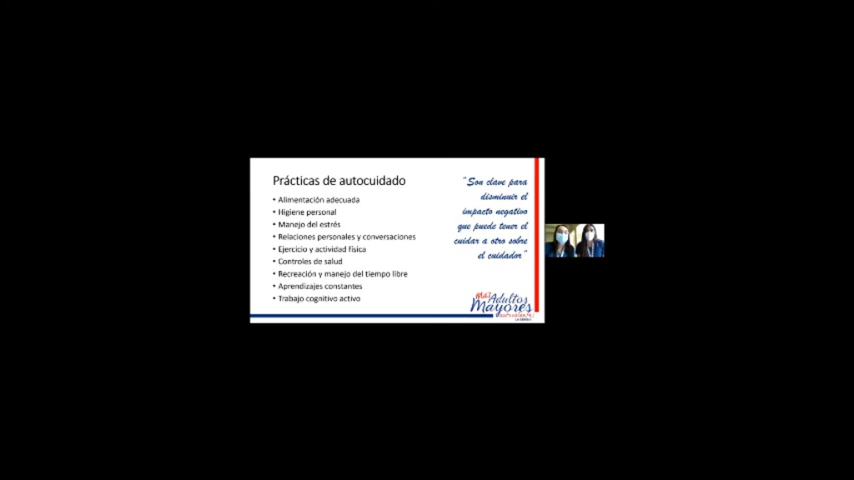 Prácticas de autocuidado
• Alimentación adecuada
• Higiene personal
• Manejo del estrés
• Relaciones personales y conversaciones
• Ejercicio y actividad física
• Controles de salud
• Recreación y manejo del tiempo libre
• Aprendizajes constantes
• Trabajo cognitivo activo
"Son clave para
disminuir el
impacto negativo
que puede tener el
cuidar a otro sobre
el cuidador"
Más
Adultos
Mayores